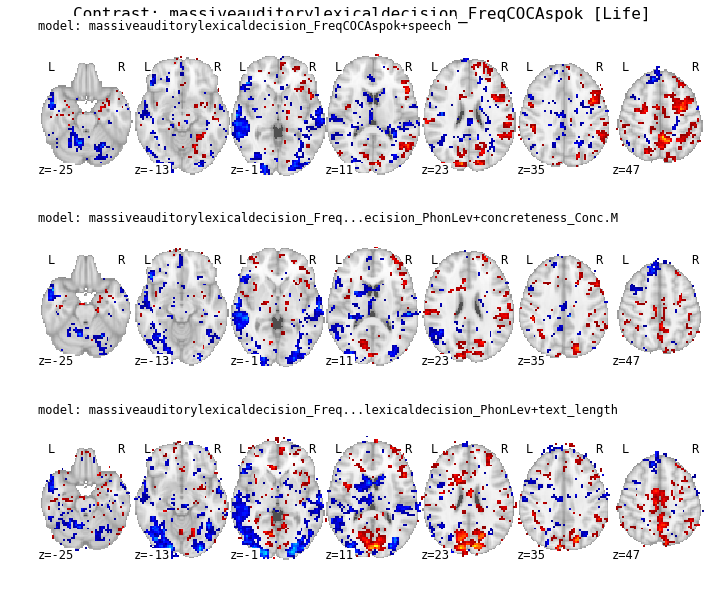 Contrast: massiveauditorylexicaldecision_FreqCOCAspok [Life]
model: massiveauditorylexicaldecision_FreqCOCAspok+speech
L R L R L R L R L R L R L R
z=-25 z=-13 z=-1 z=11 z=23 z=35 z=47
model: massiveauditorylexicaldecision_Freq...ecision_PhonLev+concreteness_Conc.M
L R L R L R L R L R L R L R
z=-25 z=-13 z=-1 z=11 z=23 z=35 z=47
model: massiveauditorylexicaldecision_Freq...lexicaldecision_PhonLev+text_length
L R L R L R L R L R L R L R
z=-25 z=-13 z=-1 z=11 z=23 z=35 z=47